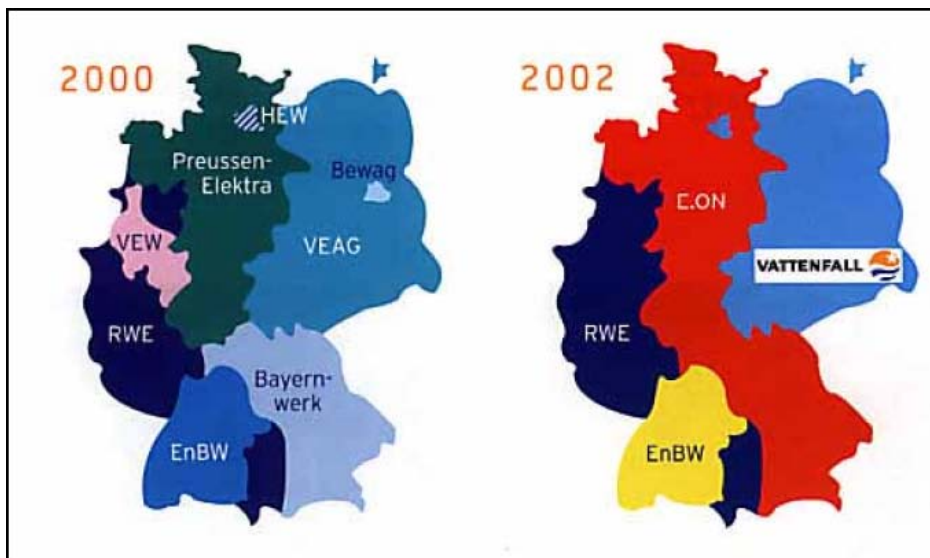 2000
HEW
Preussen-
Elektra
Bewag
VEW
VEAG
RWE
Bayern-
werk
EnBW
2002
E.ON
VATTENFALL
RWE
EnBW